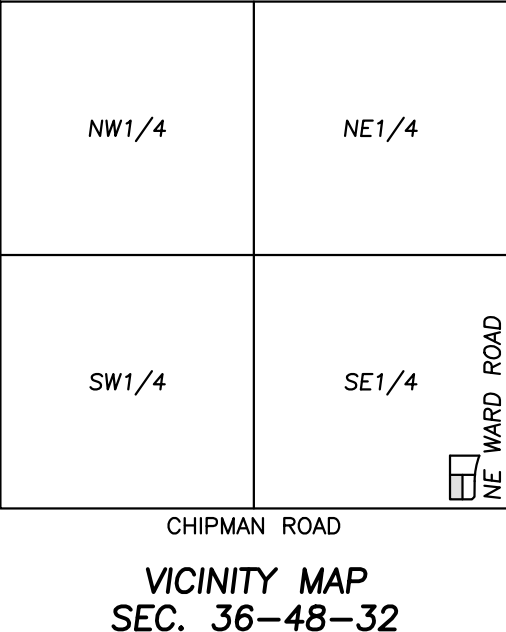 NW1/4
NE1/4
SW1/4
SE1/4
NE WARD ROAD
CHIPMAN ROAD
VICINITY MAP
SEC. 36-48-32